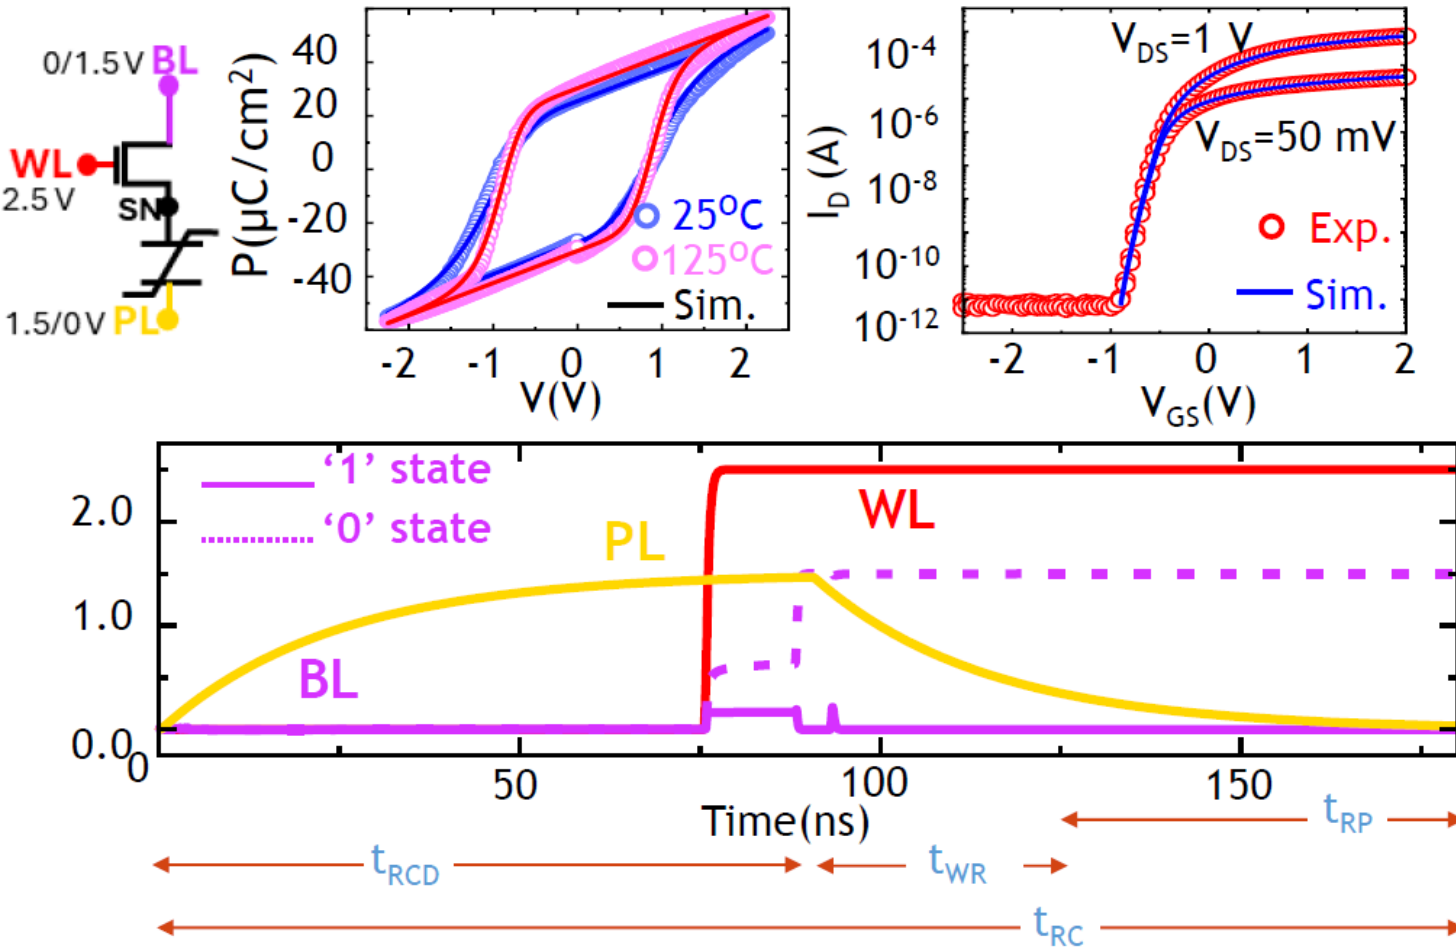 0/1.5 V BL
WL
2.5 V
SN
1.5/0 V PL
P(μC/cm²)
40
20
0
-20
-40
25°C
125°C
Sim.
-2 -1 0 1 2
V(V)
I_D (A)
10⁻⁴
10⁻⁶
10⁻⁸
10⁻¹⁰
10⁻¹²
V_DS=1 V
V_DS=50 mV
Exp.
Sim.
-2 -1 0 1 2
V_GS(V)
'1' state
'0' state
PL
WL
BL
2.0
1.0
0.0
0 50 100 150
Time(ns)
t_RP
t_RCD
t_WR
t_RC